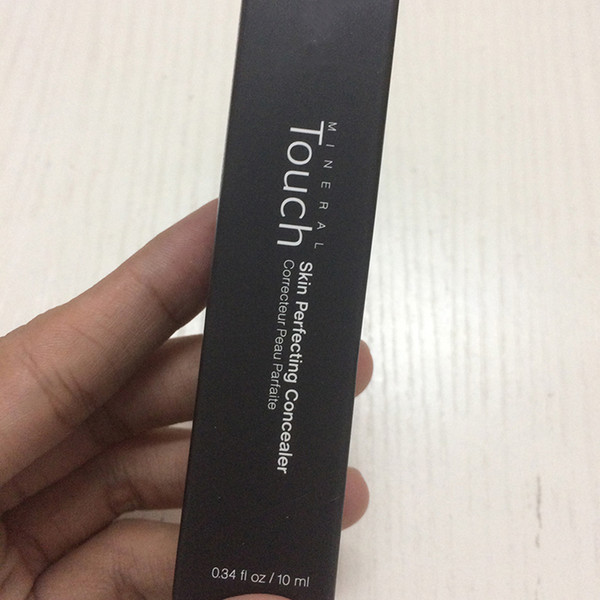 MINERAL
Touch
Skin Perfecting Concealer
Correcteur Peau Parfaite
0.34 fl oz / 10 ml